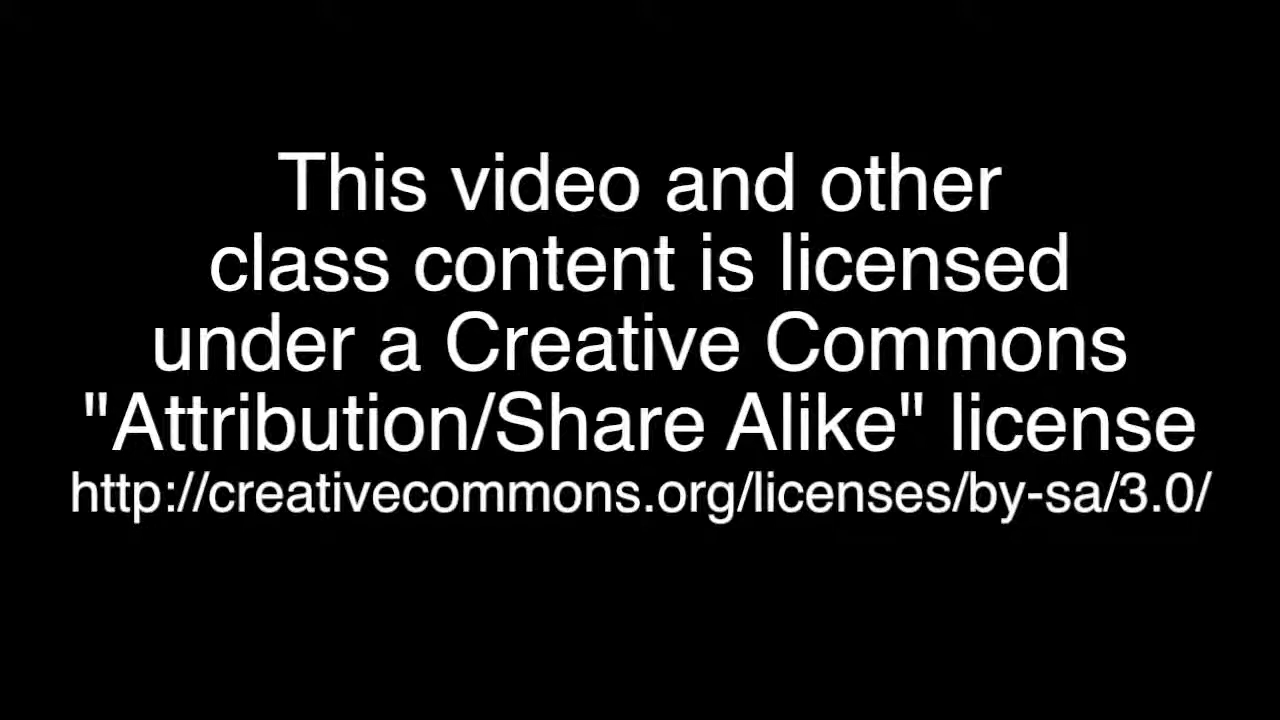 This video and other
class content is licensed
under a Creative Commons
"Attribution/Share Alike" license
http://creativecommons.org/licenses/by-sa/3.0/